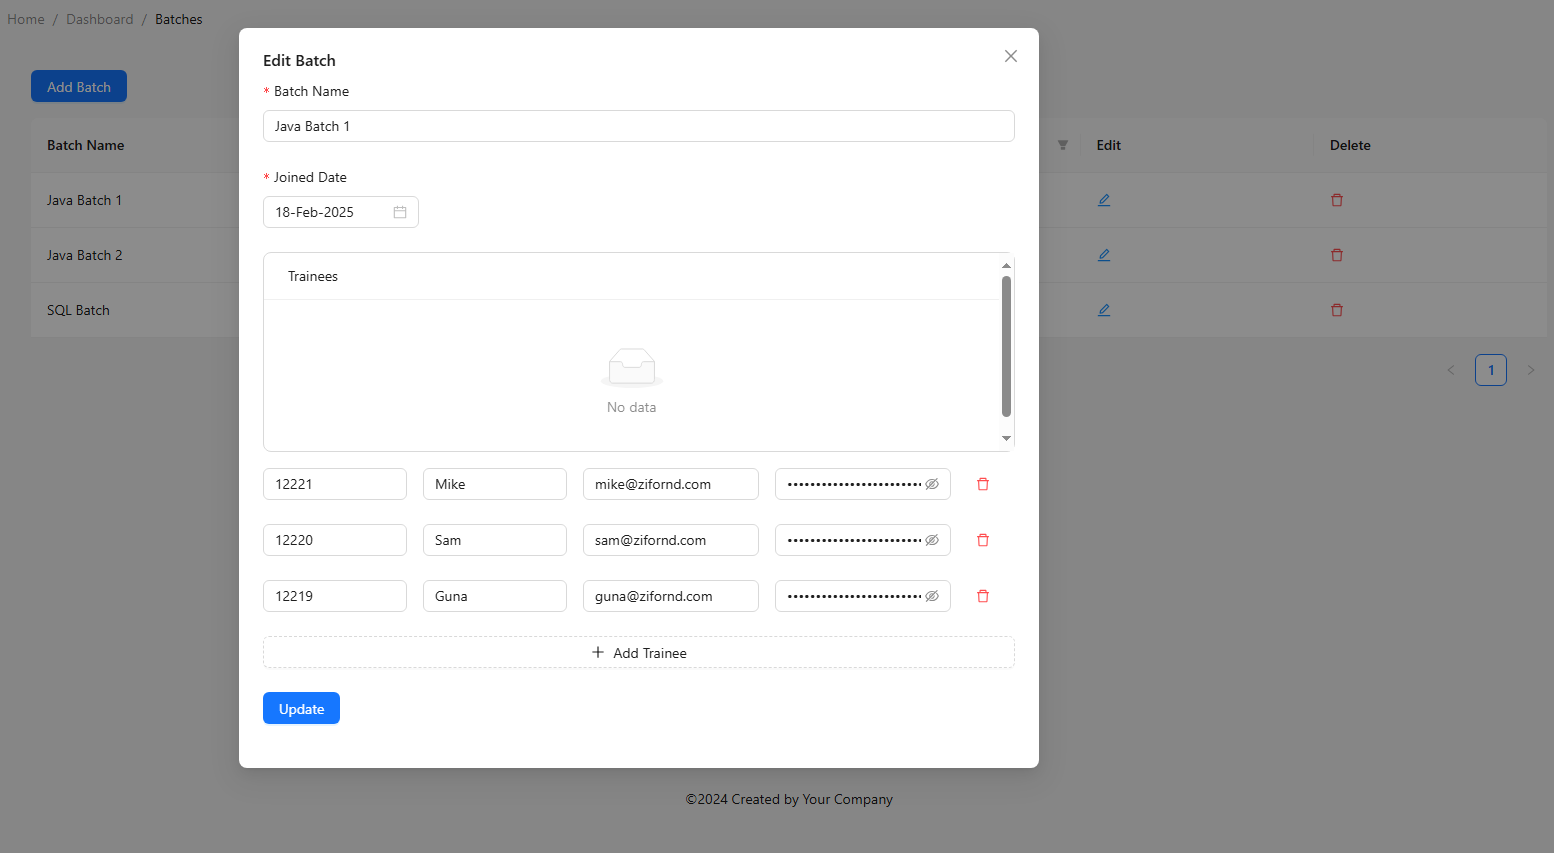 Home / Dashboard / Batches
Add Batch
Batch Name
Edit
Delete
Java Batch 1
Java Batch 2
SQL Batch
1
Edit Batch
* Batch Name
Java Batch 1
* Joined Date
18-Feb-2025
Trainees
No data
12221 Mike mike@zifornd.com
12220 Sam sam@zifornd.com
12219 Guna guna@zifornd.com
+ Add Trainee
Update
©2024 Created by Your Company